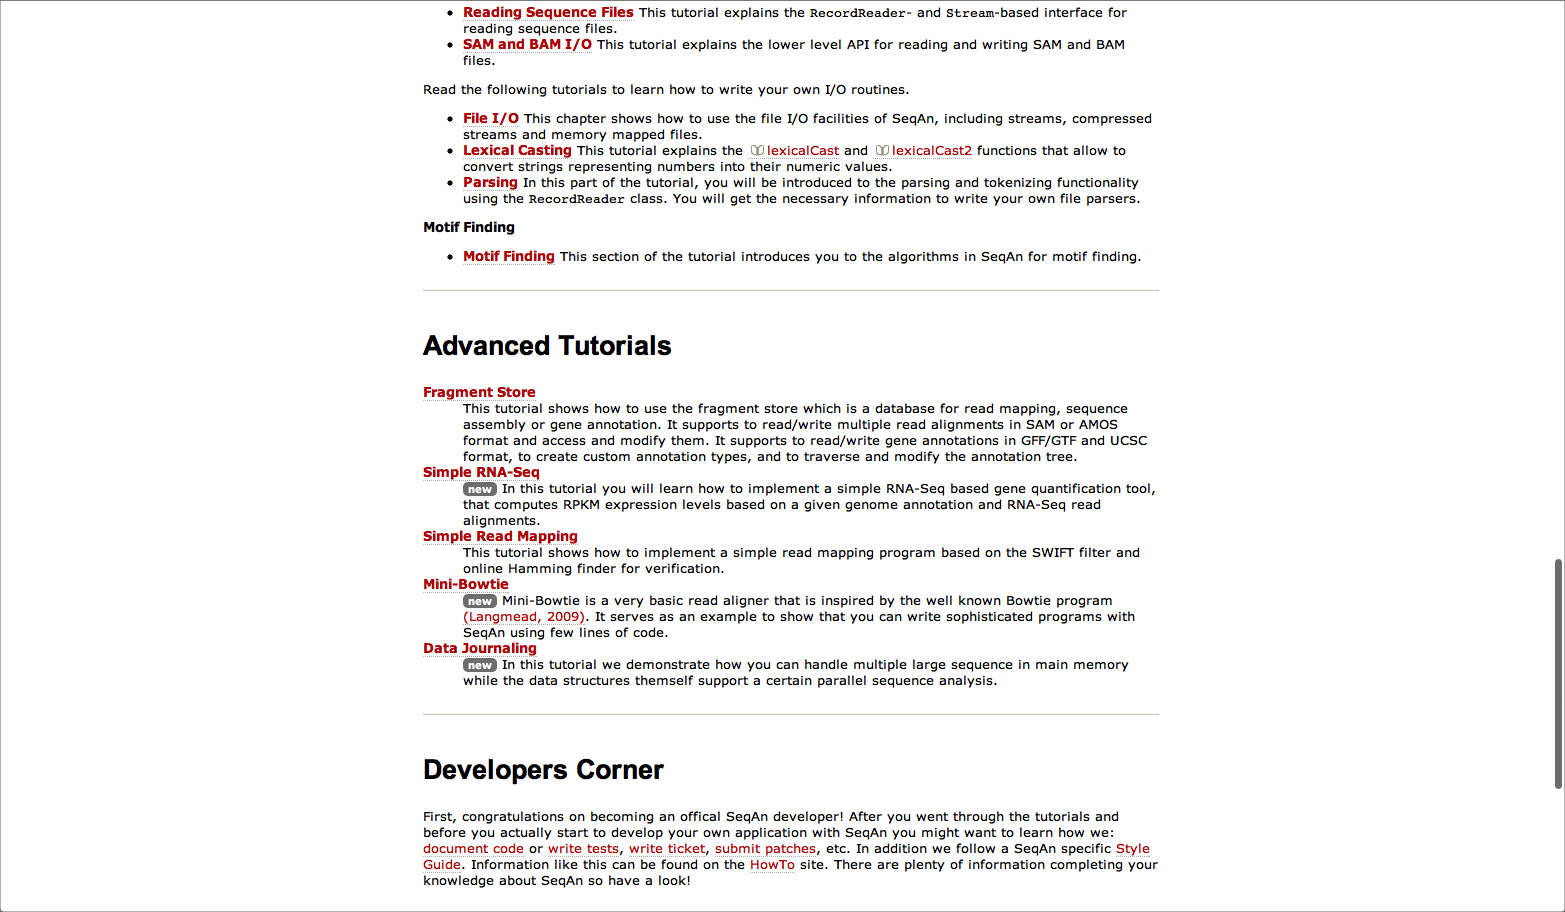 • Reading Sequence Files This tutorial explains the RecordReader- and Stream-based interface for
reading sequence files.
• SAM and BAM I/O This tutorial explains the lower level API for reading and writing SAM and BAM
files.
Read the following tutorials to learn how to write your own I/O routines.
• File I/O This chapter shows how to use the file I/O facilities of SeqAn, including streams, compressed
streams and memory mapped files.
• Lexical Casting This tutorial explains the lexicalCast and lexicalCast2 functions that allow to
convert strings representing numbers into their numeric values.
• Parsing In this part of the tutorial, you will be introduced to the parsing and tokenizing functionality
using the RecordReader class. You will get the necessary information to write your own file parsers.
Motif Finding
• Motif Finding This section of the tutorial introduces you to the algorithms in SeqAn for motif finding.
Advanced Tutorials
Fragment Store
This tutorial shows how to use the fragment store which is a database for read mapping, sequence
assembly or gene annotation. It supports to read/write multiple read alignments in SAM or AMOS
format and access and modify them. It supports to read/write gene annotations in GFF/GTF and UCSC
format, to create custom annotation types, and to traverse and modify the annotation tree.
Simple RNA-Seq
new In this tutorial you will learn how to implement a simple RNA-Seq based gene quantification tool,
that computes RPKM expression levels based on a given genome annotation and RNA-Seq read
alignments.
Simple Read Mapping
This tutorial shows how to implement a simple read mapping program based on the SWIFT filter and
online Hamming finder for verification.
Mini-Bowtie
new Mini-Bowtie is a very basic read aligner that is inspired by the well known Bowtie program
(Langmead, 2009). It serves as an example to show that you can write sophisticated programs with
SeqAn using few lines of code.
Data Journaling
new In this tutorial we demonstrate how you can handle multiple large sequence in main memory
while the data structures themself support a certain parallel sequence analysis.
Developers Corner
First, congratulations on becoming an offical SeqAn developer! After you went through the tutorials and
before you actually start to develop your own application with SeqAn you might want to learn how we:
document code or write tests, write ticket, submit patches, etc. In addition we follow a SeqAn specific Style
Guide. Information like this can be found on the HowTo site. There are plenty of information completing your
knowledge about SeqAn so have a look!